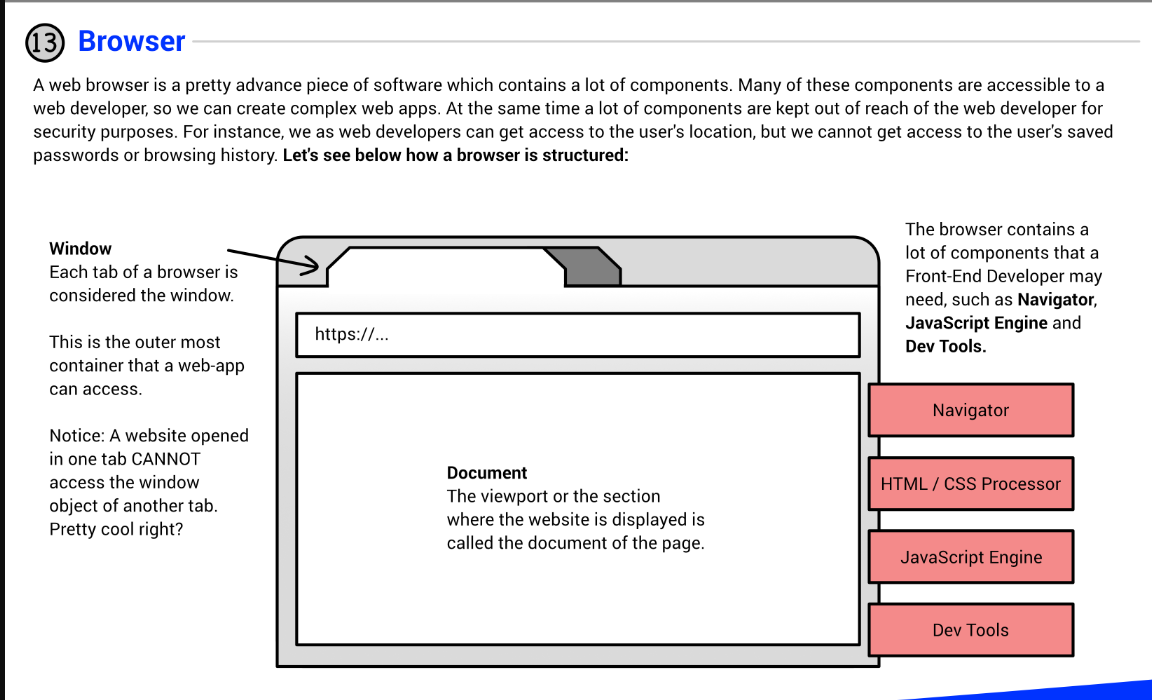 13 Browser
A web browser is a pretty advance piece of software which contains a lot of components. Many of these components are accessible to a
web developer, so we can create complex web apps. At the same time a lot of components are kept out of reach of the web developer for
security purposes. For instance, we as web developers can get access to the user's location, but we cannot get access to the user's saved
passwords or browsing history. Let's see below how a browser is structured:
Window
Each tab of a browser is
considered the window.
This is the outer most
container that a web-app
can access.
Notice: A website opened
in one tab CANNOT
access the window
object of another tab.
Pretty cool right?
https://...
Document
The viewport or the section
where the website is displayed is
called the document of the page.
The browser contains a
lot of components that a
Front-End Developer may
need, such as Navigator,
JavaScript Engine and
Dev Tools.
Navigator
HTML / CSS Processor
JavaScript Engine
Dev Tools